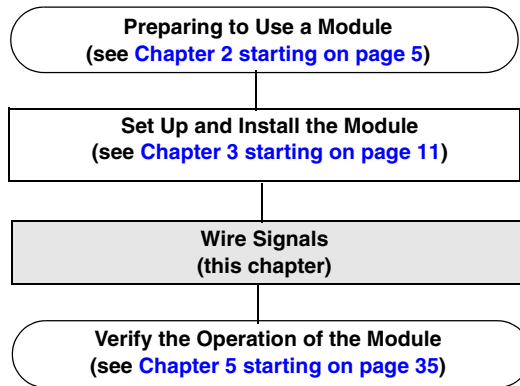 Preparing to Use a Module
(see Chapter 2 starting on page 5)
Set Up and Install the Module
(see Chapter 3 starting on page 11)
Wire Signals
(this chapter)
Verify the Operation of the Module
(see Chapter 5 starting on page 35)